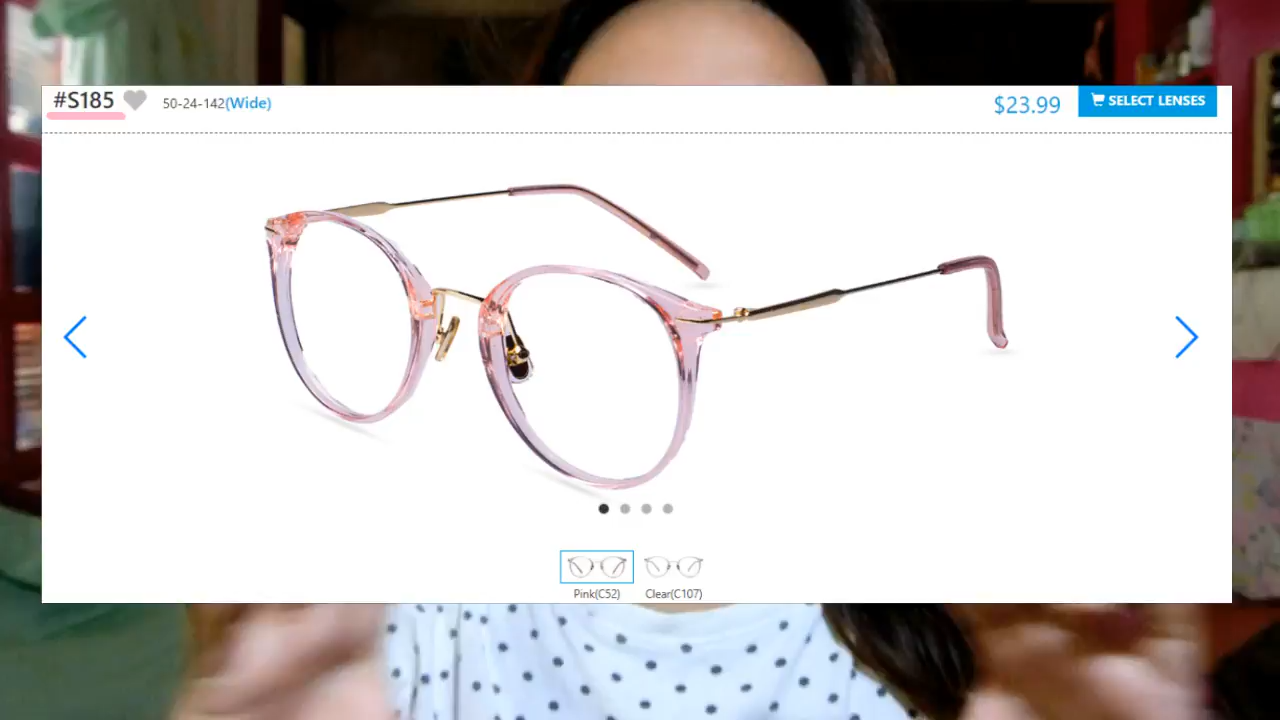 #S185 50-24-142(Wide) $23.99 SELECT LENSES
Pink(C52) Clear(C107)